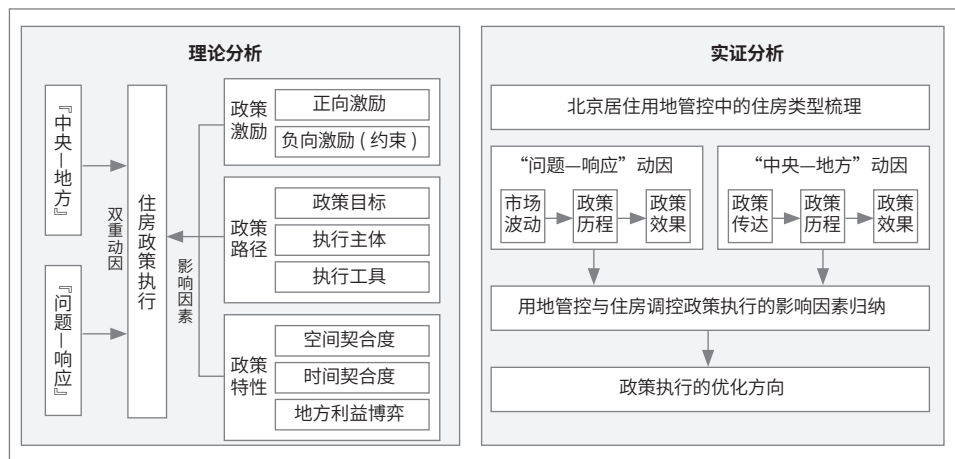 理论分析
『中央—地方』
『问题—响应』
双重动因
住房政策执行
影响因素
政策
激励
正向激励
负向激励(约束)
政策
路径
政策目标
执行主体
执行工具
政策
特性
空间契合度
时间契合度
地方利益博弈
实证分析
北京居住用地管控中的住房类型梳理
“问题—响应”动因
市场
波动
政策
历程
政策
效果
“中央—地方”动因
政策
传达
政策
历程
政策
效果
用地管控与住房调控政策执行的影响因素归纳
政策执行的优化方向